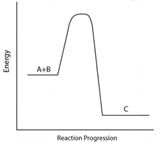 Energy
A+B
C
Reaction Progression